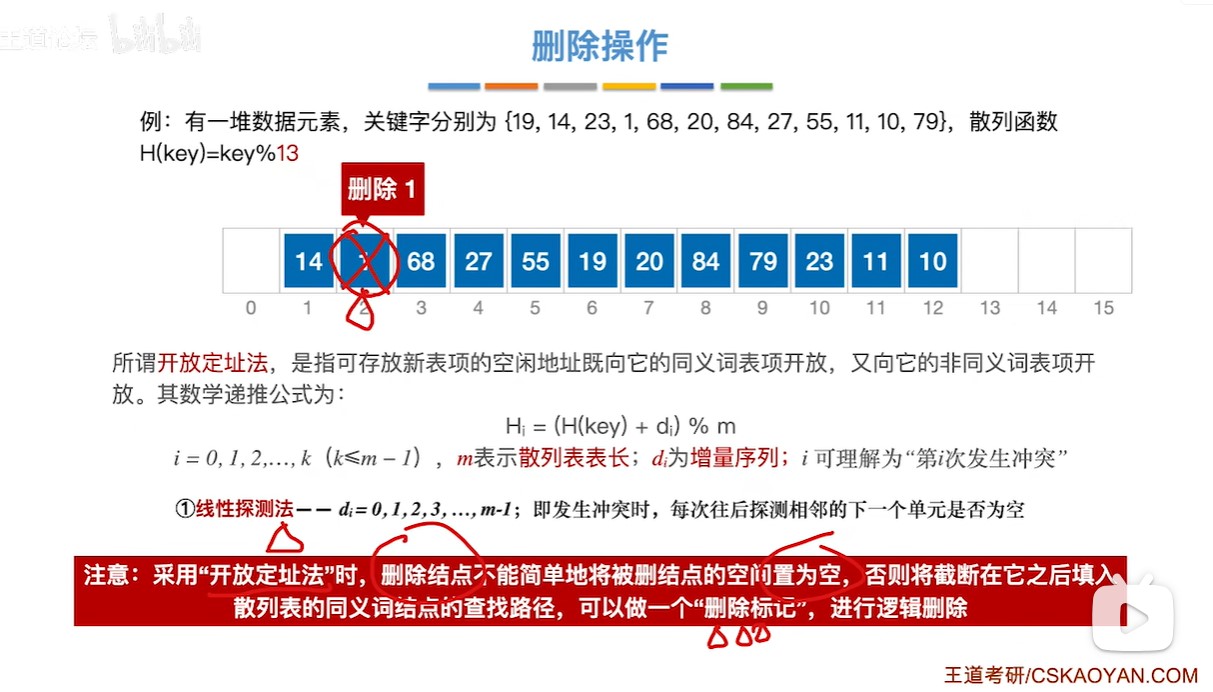 王道论坛 bilibili
删除操作
例：有一堆数据元素，关键字分别为 {19, 14, 23, 1, 68, 20, 84, 27, 55, 11, 10, 79}，散列函数
H(key)=key%13
删除 1
14 1 68 27 55 19 20 84 79 23 11 10
0 1 2 3 4 5 6 7 8 9 10 11 12 13 14 15
所谓开放定址法，是指可存放新表项的空闲地址既向它的同义词表项开放，又向它的非同义词表项开
放。其数学递推公式为：
Hᵢ = (H(key) + dᵢ) % m
i = 0, 1, 2,…, k（k≤m − 1），m表示散列表表长；dᵢ为增量序列；i 可理解为“第i次发生冲突”
①线性探测法—— dᵢ = 0, 1, 2, 3, …, m-1；即发生冲突时，每次往后探测相邻的下一个单元是否为空
注意：采用“开放定址法”时，删除结点不能简单地将被删结点的空间置为空，否则将截断在它之后填入
散列表的同义词结点的查找路径，可以做一个“删除标记”，进行逻辑删除
王道考研/CSKAOYAN.COM